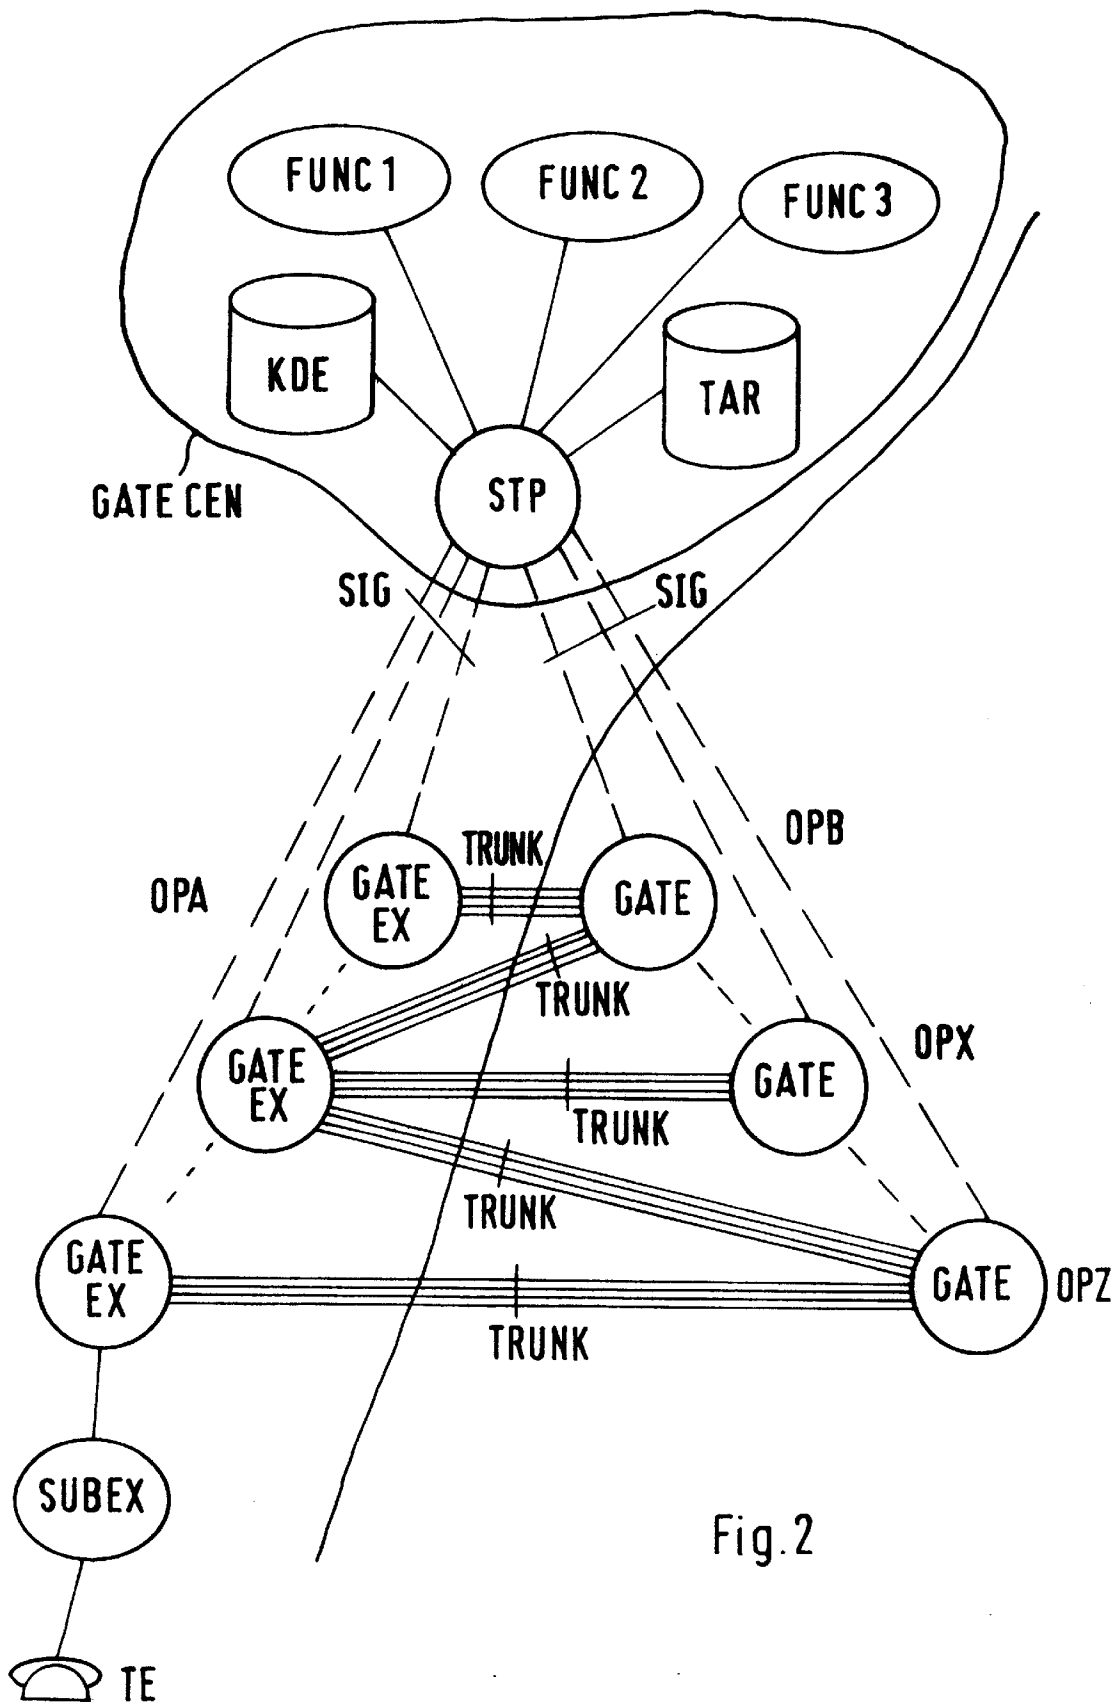 FUNC 1
FUNC 2
FUNC 3
KDE
TAR
STP
GATE CEN
SIG
SIG
OPB
TRUNK
OPA
GATE
EX
GATE
TRUNK
OPX
GATE
EX
GATE
TRUNK
TRUNK
GATE
EX
GATE
OPZ
TRUNK
SUBEX
Fig.2
TE